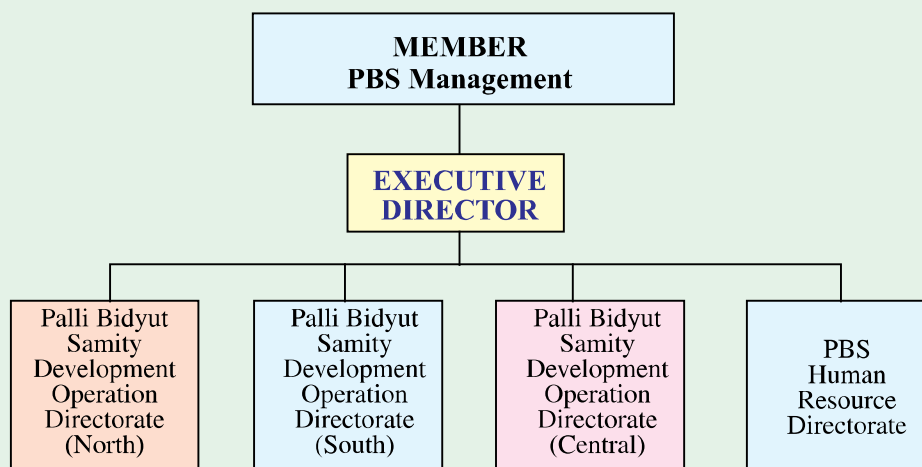 MEMBER
PBS Management
EXECUTIVE
DIRECTOR
Palli Bidyut
Samity
Development
Operation
Directorate
(North)
Palli Bidyut
Samity
Development
Operation
Directorate
(South)
Palli Bidyut
Samity
Development
Operation
Directorate
(Central)
PBS
Human
Resource
Directorate